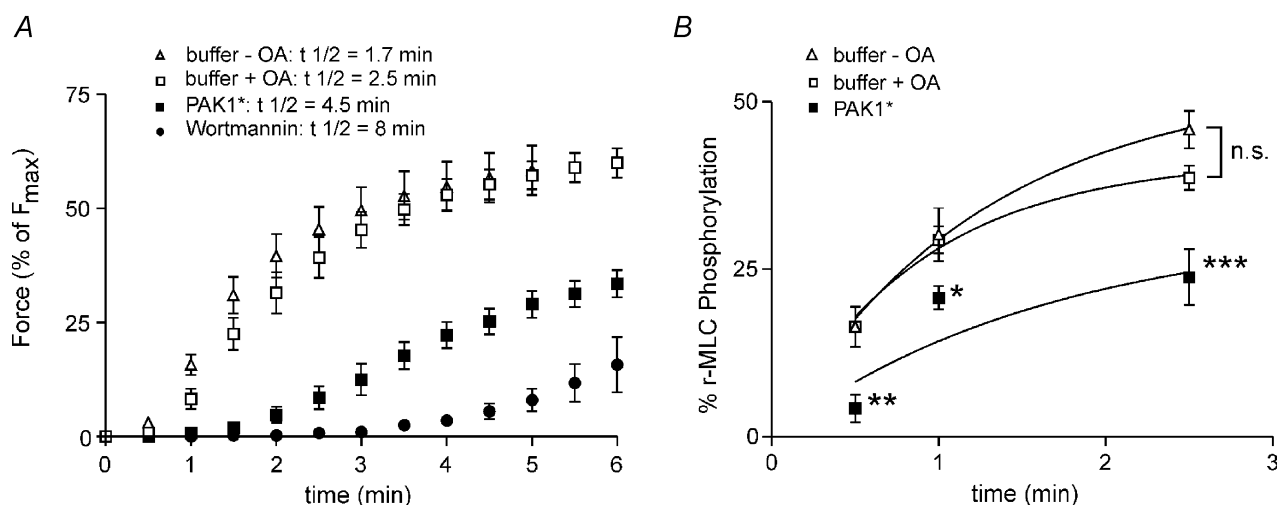 A
buffer - OA: t 1/2 = 1.7 min
buffer + OA: t 1/2 = 2.5 min
PAK1*: t 1/2 = 4.5 min
Wortmannin: t 1/2 = 8 min
Force (% of Fmax)
75
50
25
0
0 1 2 3 4 5 6
time (min)
B
buffer - OA
buffer + OA
PAK1*
% r-MLC Phosphorylation
50
25
0
n.s.
***
*
**
0 1 2 3
time (min)